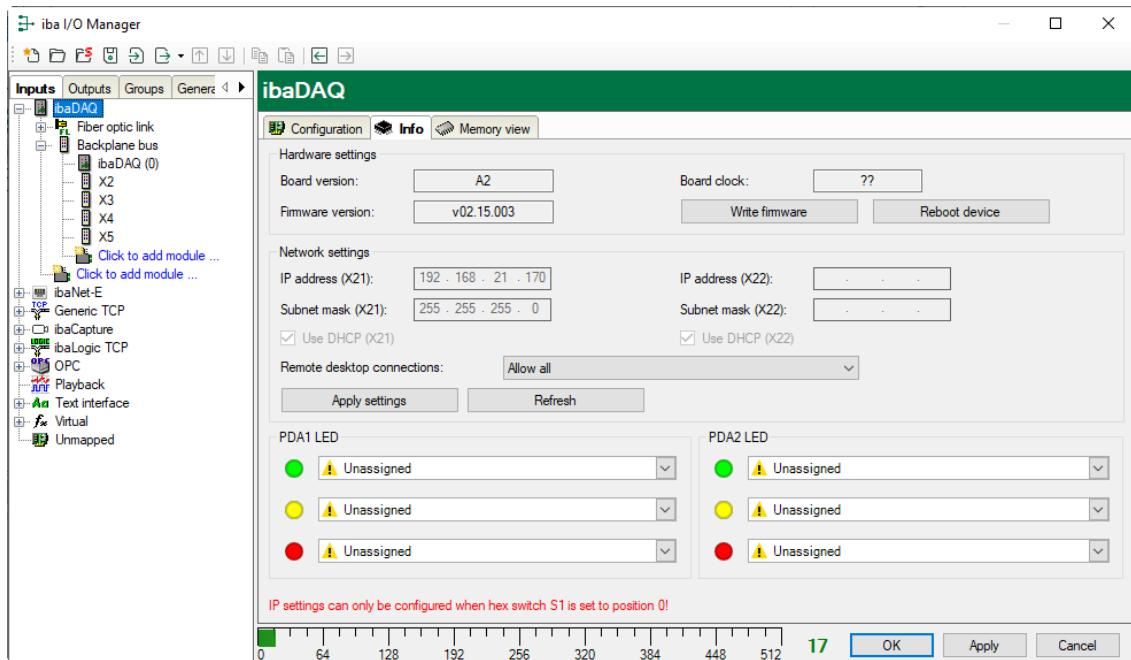 iba I/O Manager
Inputs Outputs Groups Genera
ibaDAQ
Fiber optic link
Backplane bus
ibaDAQ (0)
X2
X3
X4
X5
Click to add module ...
Click to add module ...
ibaNet-E
Generic TCP
ibaCapture
ibaLogic TCP
OPC
Playback
Text interface
Virtual
Unmapped
ibaDAQ
Configuration Info Memory view
Hardware settings
Board version: A2 Board clock: ??
Firmware version: v02.15.003 Write firmware Reboot device
Network settings
IP address (X21): 192 . 168 . 21 . 170 IP address (X22): . . .
Subnet mask (X21): 255 . 255 . 255 . 0 Subnet mask (X22): . . .
Use DHCP (X21) Use DHCP (X22)
Remote desktop connections: Allow all
Apply settings Refresh
PDA1 LED PDA2 LED
Unassigned Unassigned
Unassigned Unassigned
Unassigned Unassigned
IP settings can only be configured when hex switch S1 is set to position 0!
0 64 128 192 256 320 384 448 512 17 OK Apply Cancel